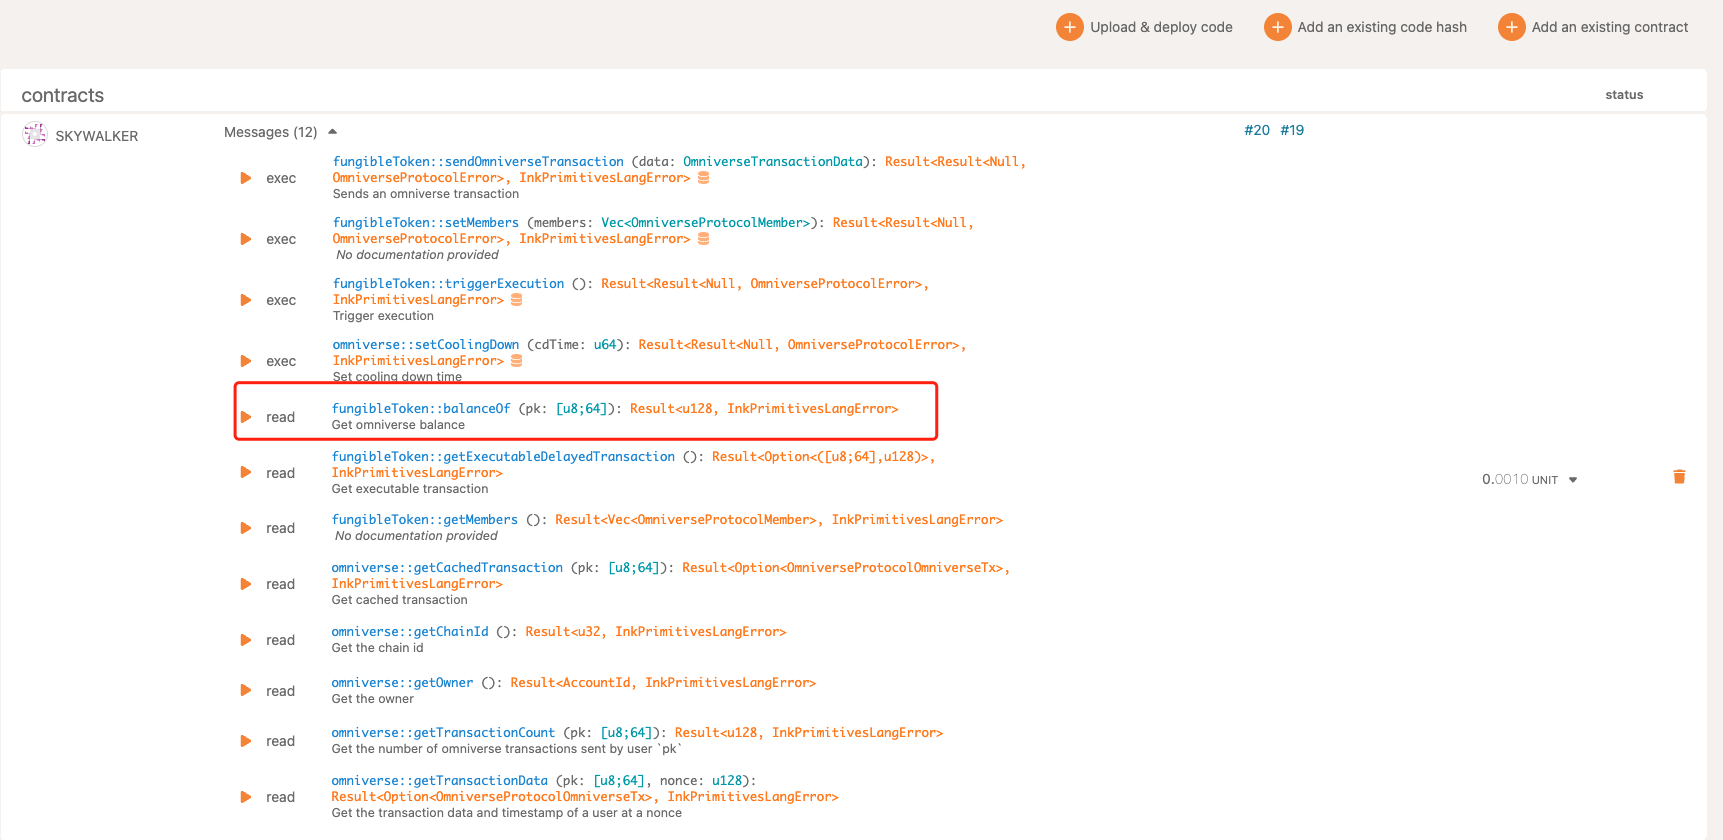 Upload & deploy code
Add an existing code hash
Add an existing contract
contracts
status
SKYWALKER
Messages (12)
#20 #19
exec
fungibleToken::sendOmniverseTransaction (data: OmniverseTransactionData): Result<Result<Null,
OmniverseProtocolError>, InkPrimitivesLangError>
Sends an omniverse transaction
exec
fungibleToken::setMembers (members: Vec<OmniverseProtocolMember>): Result<Result<Null,
OmniverseProtocolError>, InkPrimitivesLangError>
No documentation provided
exec
fungibleToken::triggerExecution (): Result<Result<Null, OmniverseProtocolError>,
InkPrimitivesLangError>
Trigger execution
exec
omniverse::setCoolingDown (cdTime: u64): Result<Result<Null, OmniverseProtocolError>,
InkPrimitivesLangError>
Set cooling down time
read
fungibleToken::balanceOf (pk: [u8;64]): Result<u128, InkPrimitivesLangError>
Get omniverse balance
read
fungibleToken::getExecutableDelayedTransaction (): Result<Option<([u8;64],u128)>,
InkPrimitivesLangError>
Get executable transaction
0.0010 UNIT
read
fungibleToken::getMembers (): Result<Vec<OmniverseProtocolMember>, InkPrimitivesLangError>
No documentation provided
read
omniverse::getCachedTransaction (pk: [u8;64]): Result<Option<OmniverseProtocolOmniverseTx>,
InkPrimitivesLangError>
Get cached transaction
read
omniverse::getChainId (): Result<u32, InkPrimitivesLangError>
Get the chain id
read
omniverse::getOwner (): Result<AccountId, InkPrimitivesLangError>
Get the owner
read
omniverse::getTransactionCount (pk: [u8;64]): Result<u128, InkPrimitivesLangError>
Get the number of omniverse transactions sent by user `pk`
read
omniverse::getTransactionData (pk: [u8;64], nonce: u128):
Result<Option<OmniverseProtocolOmniverseTx>, InkPrimitivesLangError>
Get the transaction data and timestamp of a user at a nonce